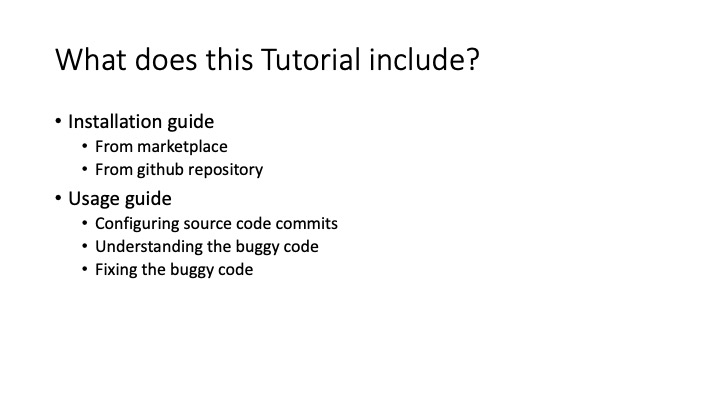 What does this Tutorial include?
• Installation guide
• From marketplace
• From github repository
• Usage guide
• Configuring source code commits
• Understanding the buggy code
• Fixing the buggy code